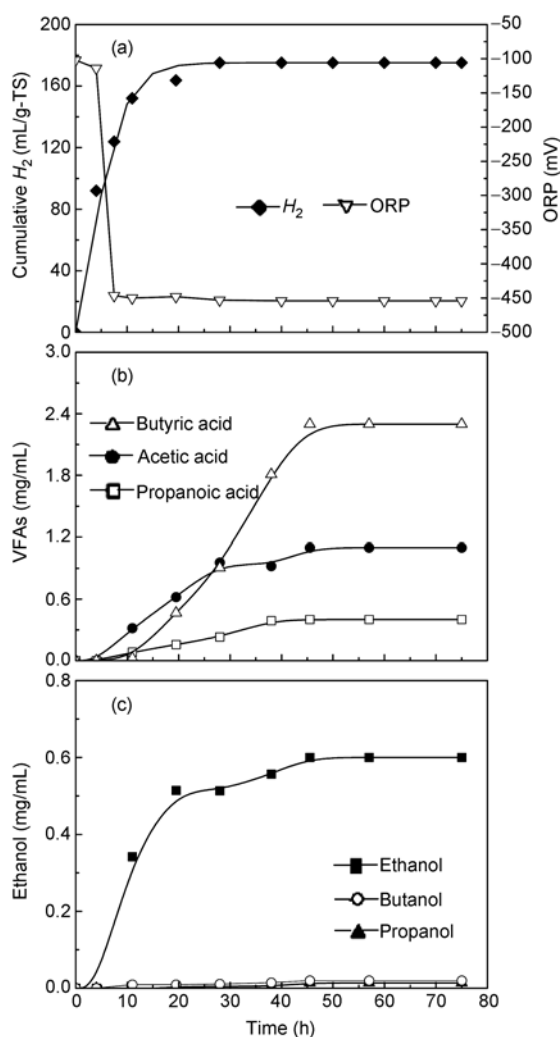 (a)
Cumulative H2 (mL/g-TS)
200
160
120
80
40
0
ORP (mV)
−50
−100
−150
−200
−250
−300
−350
−400
−450
−500
H2
ORP
(b)
VFAs (mg/mL)
3.0
2.4
1.8
1.2
0.6
0.0
Butyric acid
Acetic acid
Propanoic acid
(c)
Ethanol (mg/mL)
0.8
0.6
0.4
0.2
0.0
Ethanol
Butanol
Propanol
0 10 20 30 40 50 60 70 80
Time (h)